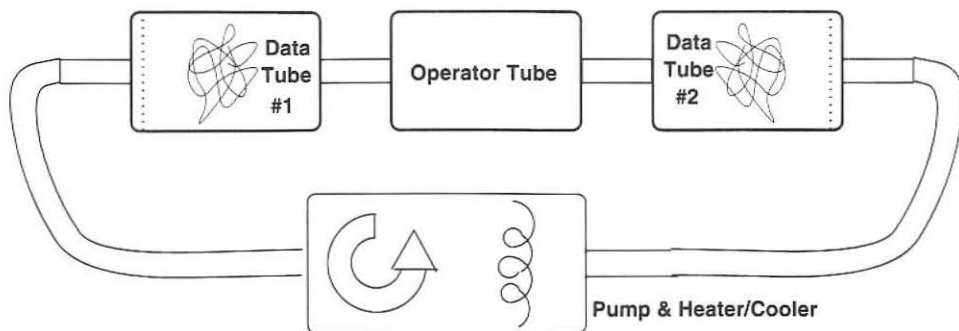 Data
Tube
#1
Operator Tube
Data
Tube
#2
Pump & Heater/Cooler